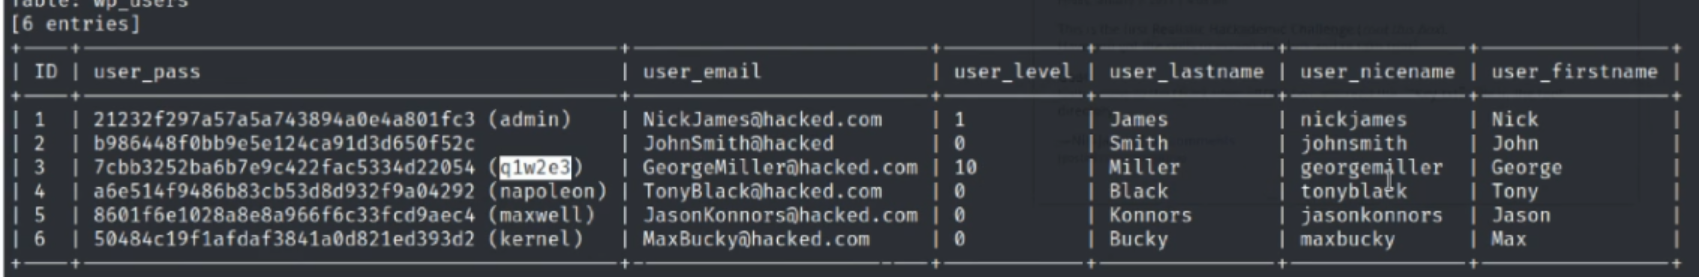 Table: wp_users
[6 entries]
| ID | user_pass | user_email | user_level | user_lastname | user_nicename | user_firstname |
| 1 | 21232f297a57a5a743894a0e4a801fc3 (admin) | NickJames@hacked.com | 1 | James | nickjames | Nick |
| 2 | b986448f0bb9e5e124ca91d3d650f52c | JohnSmith@hacked | 0 | Smith | johnsmith | John |
| 3 | 7cbb3252ba6b7e9c422fac5334d22054 (q1w2e3) | GeorgeMiller@hacked.com | 10 | Miller | georgemiller | George |
| 4 | a6e514f9486b83cb53d8d932f9a04292 (napoleon) | TonyBlack@hacked.com | 0 | Black | tonyblack | Tony |
| 5 | 8601f6e1028a8e8a966f6c33fcd9aec4 (maxwell) | JasonKonnors@hacked.com | 0 | Konnors | jasonkonnors | Jason |
| 6 | 50484c19f1afdaf3841a0d821ed393d2 (kernel) | MaxBucky@hacked.com | 0 | Bucky | maxbucky | Max |